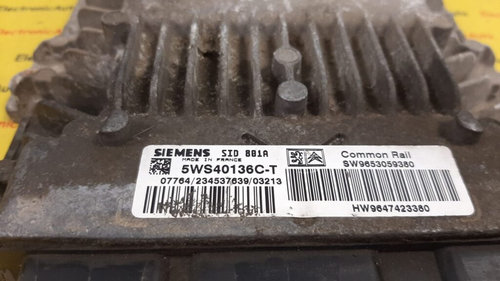 SIEMENS SID 801A
MADE IN FRANCE
5WS40136C-T
07764/234537639/03213
Common Rail
SW9653059380
HW9647423380